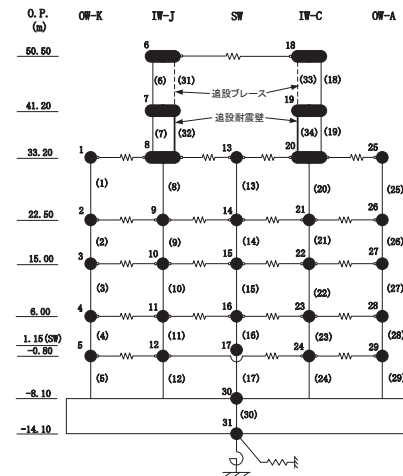 O.P. OW-K IW-J SW IW-C OW-A
(m)
50.50 6 18
(6) (31) (33) (18)
追設ブレース
41.20 7 19
追設耐震壁
(7) (32) (34) (19)
33.20 1 8 13 20 25
(1) (8) (13) (20) (25)
22.50 2 9 14 21 26
(2) (9) (14) (21) (26)
15.00 3 10 15 22 27
(3) (10) (15) (22) (27)
6.00 4 11 16 23 28
1.15(SW) (4) (11) (16) (23) (28)
-0.80 5 12 17 24 29
(5) (12) (17) (24) (29)
-8.10 30
(30)
-14.10 31